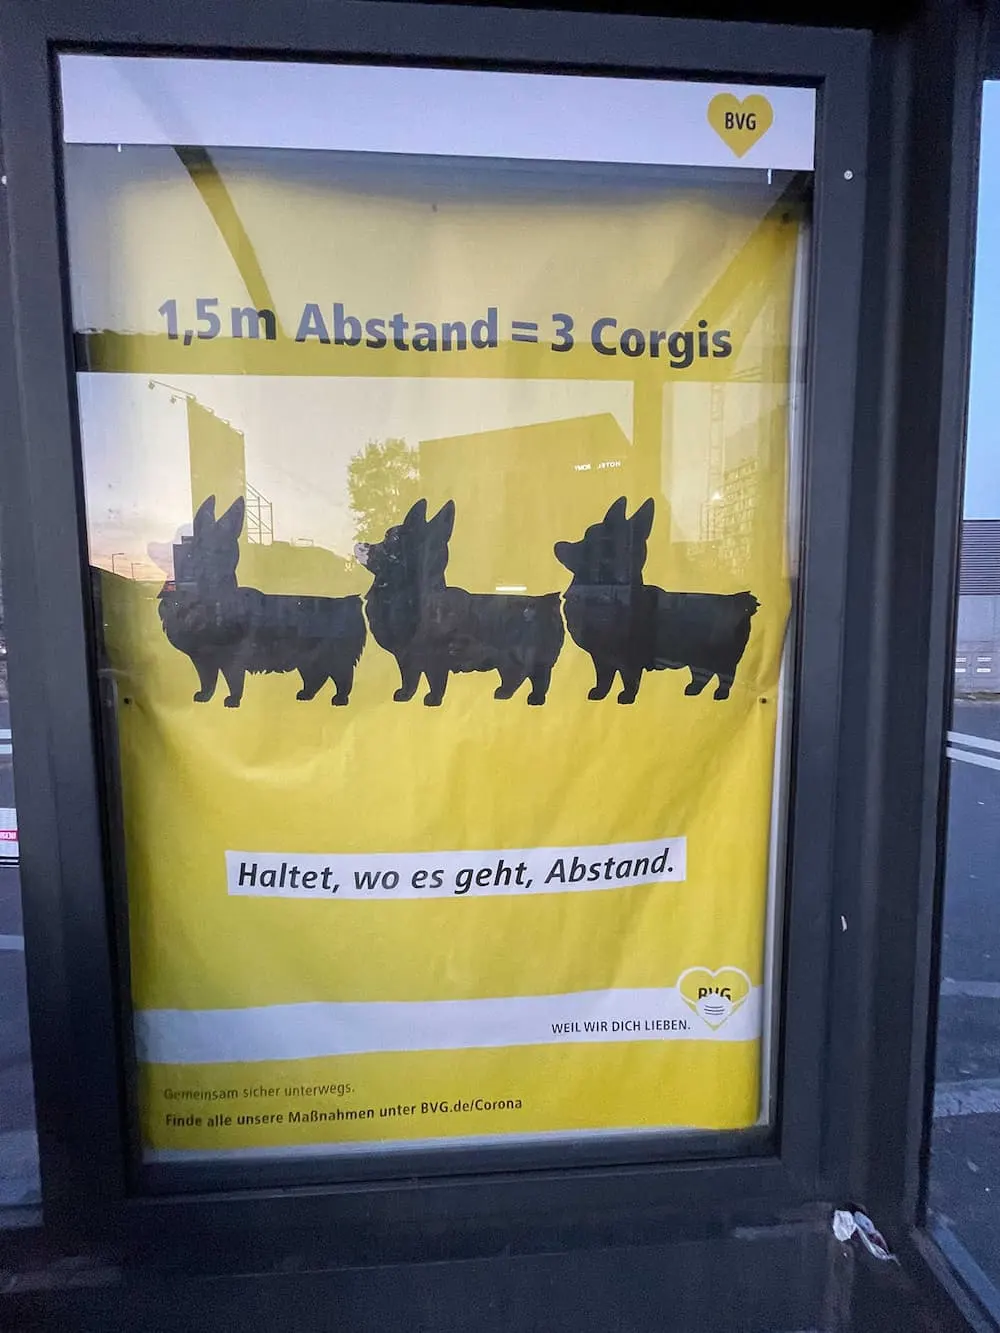 BVG
1,5 m Abstand = 3 Corgis
Haltet, wo es geht, Abstand.
BVG
WEIL WIR DICH LIEBEN.
Gemeinsam sicher unterwegs.
Finde alle unsere Maßnahmen unter BVG.de/Corona